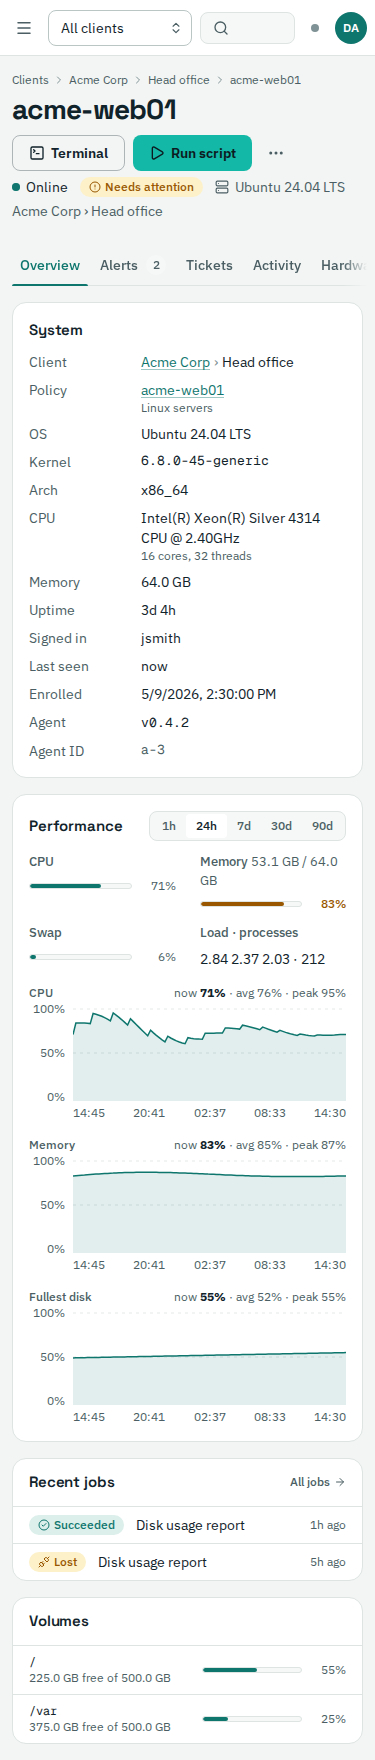 All clients
DA
Clients > Acme Corp > Head office > acme-web01
acme-web01
Terminal
Run script
Online
Needs attention
Ubuntu 24.04 LTS
Acme Corp › Head office
Overview
Alerts 2
Tickets
Activity
System
Client Acme Corp › Head office
Policy acme-web01
Linux servers
OS Ubuntu 24.04 LTS
Kernel 6.8.0-45-generic
Arch x86_64
CPU Intel(R) Xeon(R) Silver 4314
CPU @ 2.40GHz
16 cores, 32 threads
Memory 64.0 GB
Uptime 3d 4h
Signed in jsmith
Last seen now
Enrolled 5/9/2026, 2:30:00 PM
Agent v0.4.2
Agent ID a-3
Performance
1h 24h 7d 30d 90d
CPU
71%
Memory 53.1 GB / 64.0
GB
83%
Swap
6%
Load · processes
2.84 2.37 2.03 · 212
CPU now 71% · avg 76% · peak 95%
100%
50%
0%
14:45 20:41 02:37 08:33 14:30
Memory now 83% · avg 85% · peak 87%
100%
50%
0%
14:45 20:41 02:37 08:33 14:30
Fullest disk now 55% · avg 52% · peak 55%
100%
50%
0%
14:45 20:41 02:37 08:33 14:30
Recent jobs
All jobs →
Succeeded Disk usage report 1h ago
Lost Disk usage report 5h ago
Volumes
/
225.0 GB free of 500.0 GB
55%
/var
375.0 GB free of 500.0 GB
25%